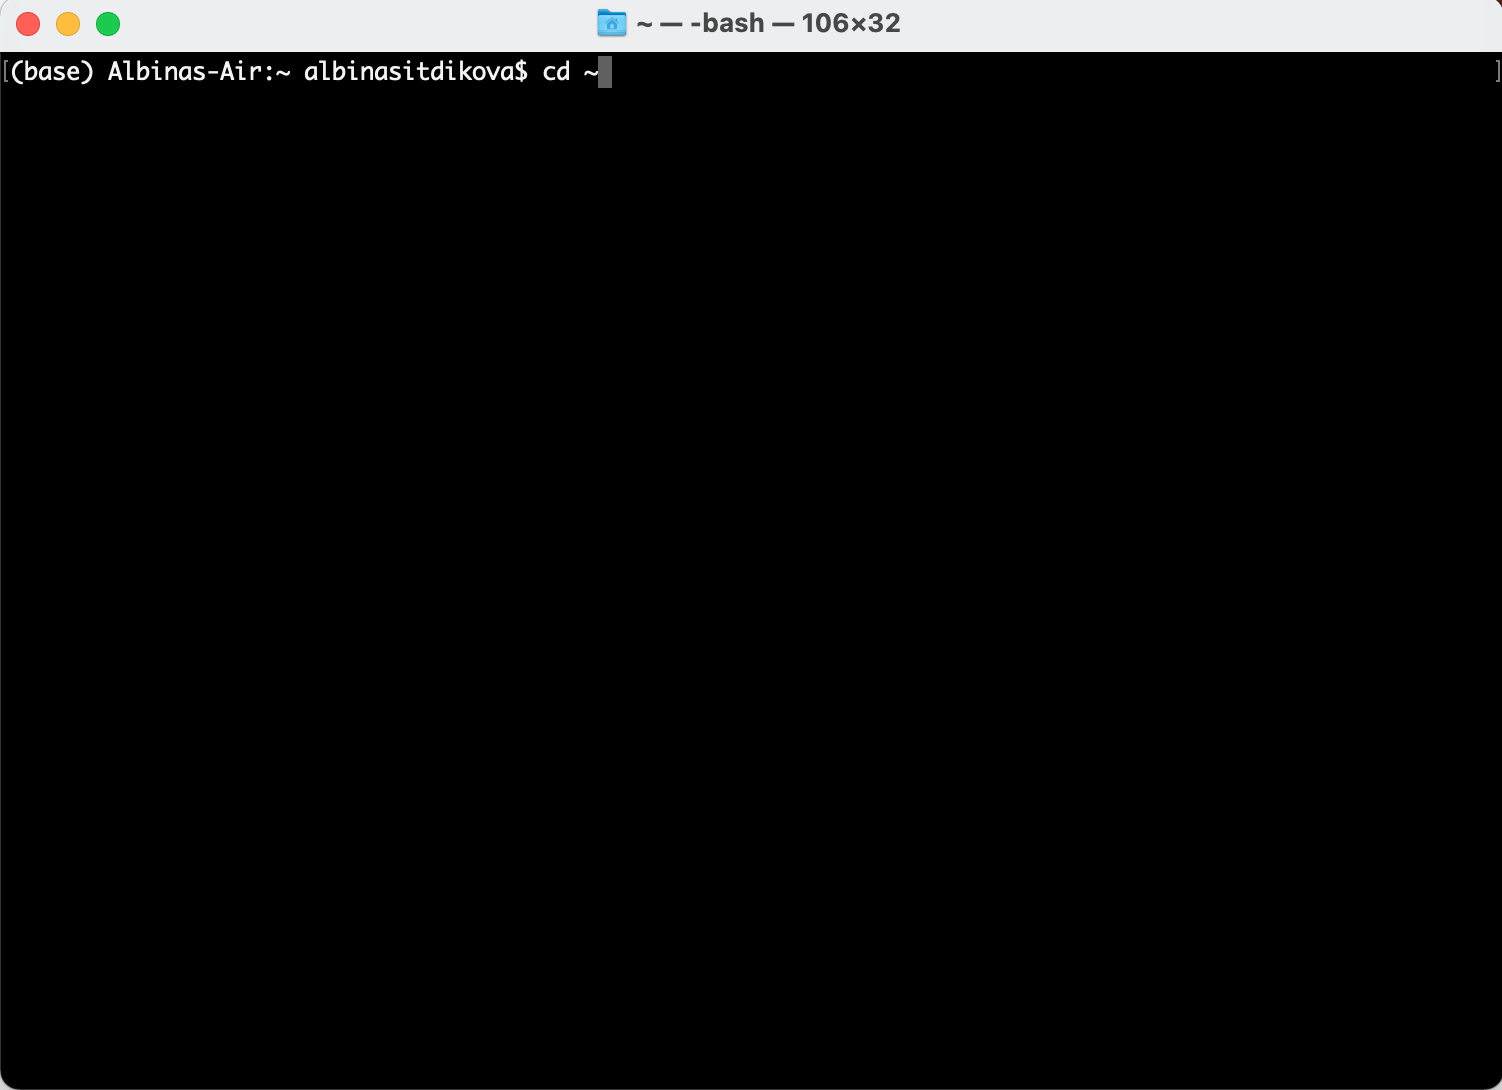 ~ — -bash — 106×32
[(base) Albinas-Air:~ albinasitdikova$ cd ~ ]